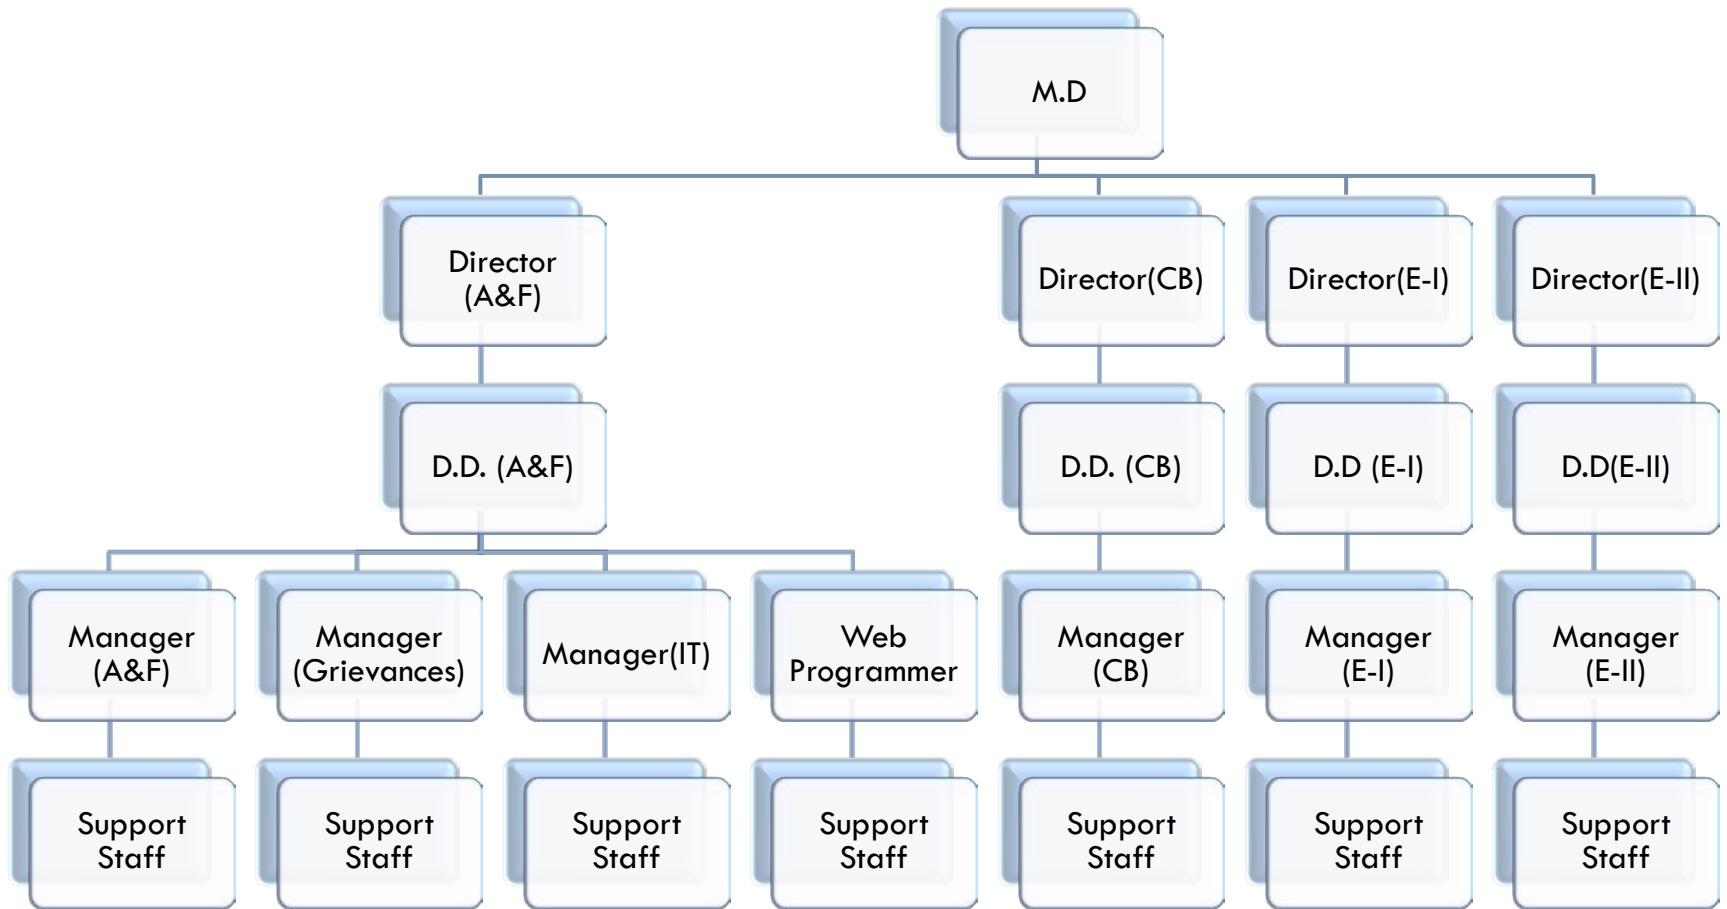 M.D
Director
(A&F)
Director(CB)
Director(E-I)
Director(E-II)
D.D. (A&F)
D.D. (CB)
D.D (E-I)
D.D(E-II)
Manager
(A&F)
Manager
(Grievances)
Manager(IT)
Web
Programmer
Manager
(CB)
Manager
(E-I)
Manager
(E-II)
Support
Staff
Support
Staff
Support
Staff
Support
Staff
Support
Staff
Support
Staff
Support
Staff